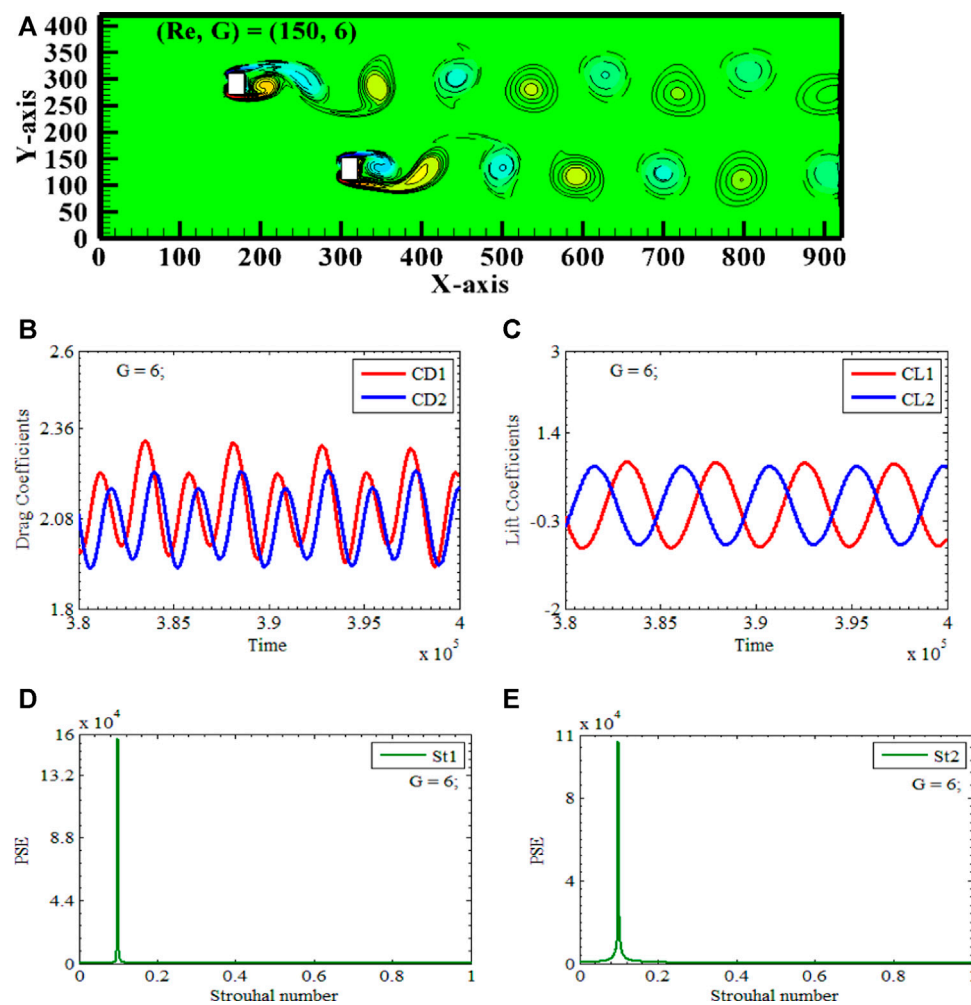 A
(Re, G) = (150, 6)
Y-axis
400
350
300
250
200
150
100
50
0
0 100 200 300 400 500 600 700 800 900
X-axis
B
G = 6;
CD1
CD2
Drag Coefficients
2.6
2.36
2.08
1.8
3.8 3.85 3.9 3.95 4
Time
x 10^5
C
G = 6;
CL1
CL2
Lift Coefficients
3
1.4
-0.3
-2
3.8 3.85 3.9 3.95 4
Time
x 10^5
D
x 10^4
St1
G = 6;
PSE
16
13.2
8.8
4.4
0
0 0.2 0.4 0.6 0.8 1
Strouhal number
E
x 10^4
St2
G = 6;
PSE
11
8
4
0
0 0.2 0.4 0.6 0.8 1
Strouhal number